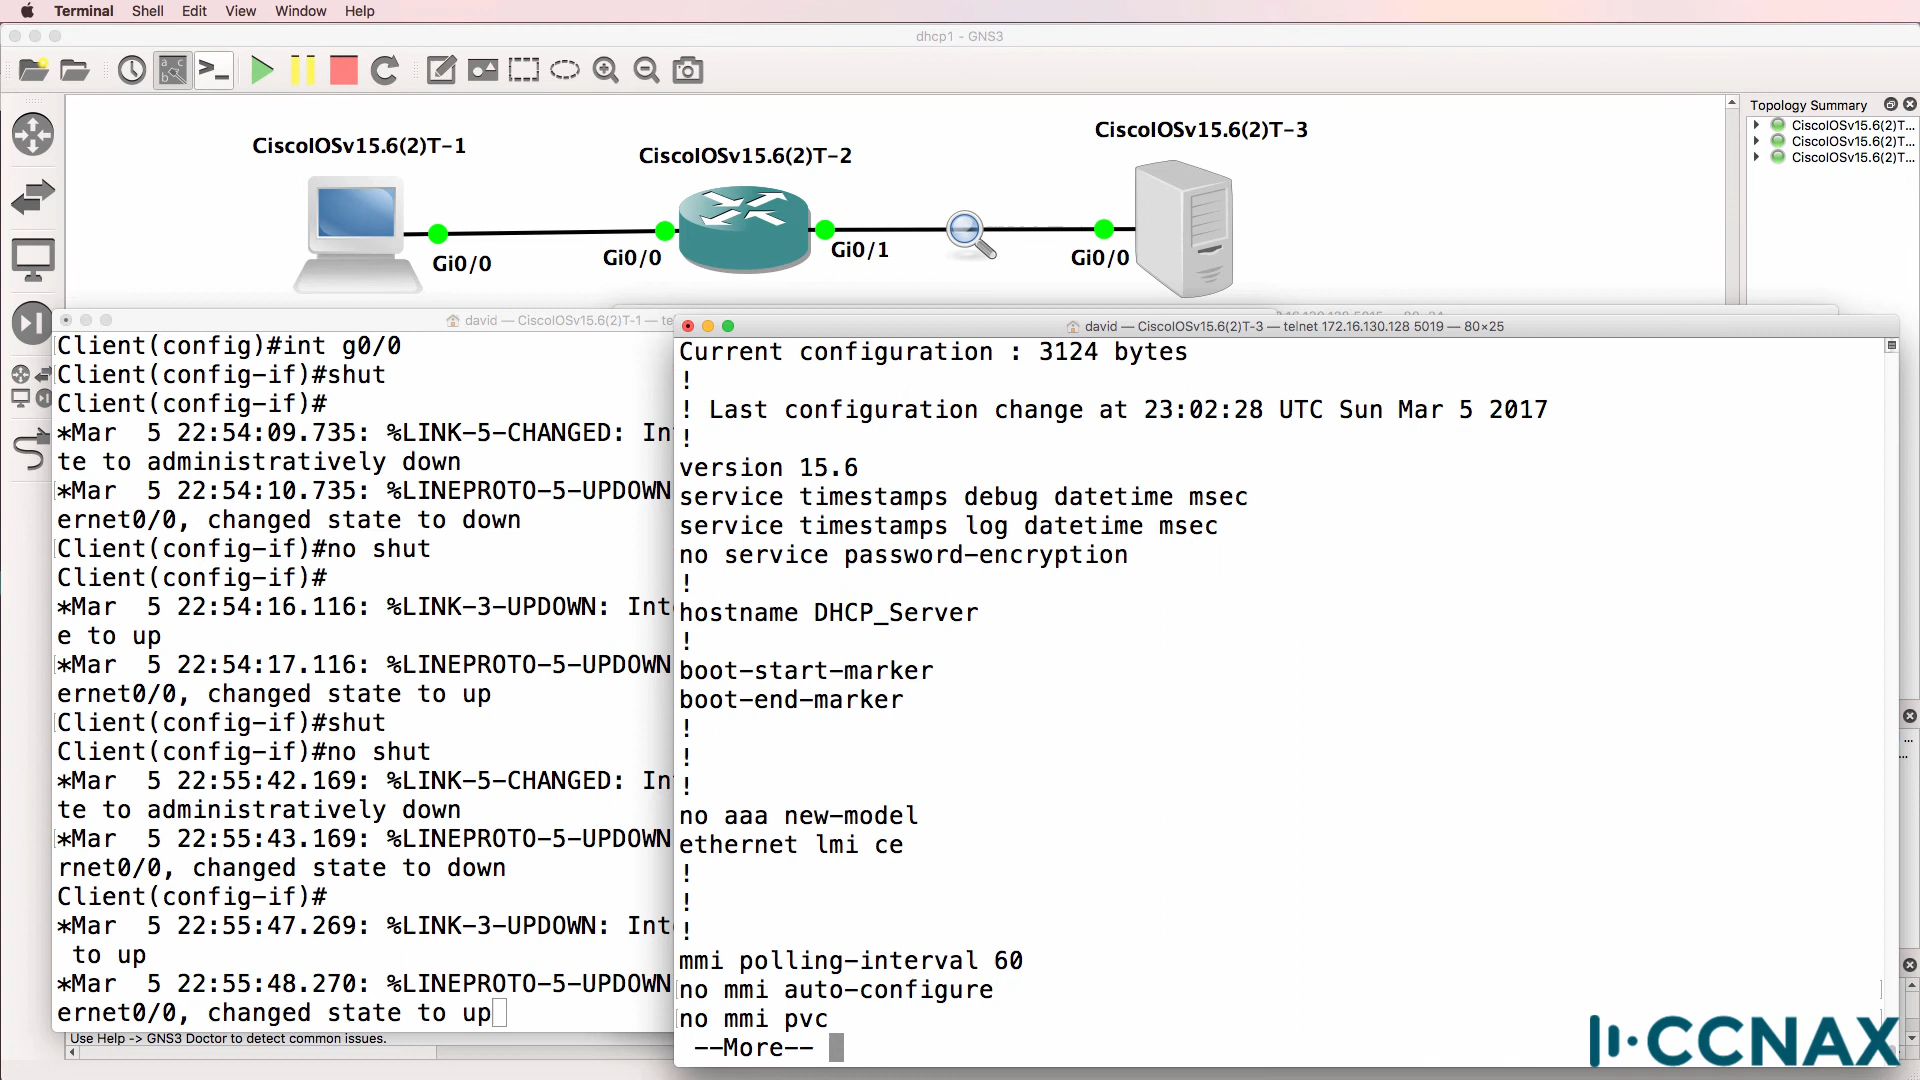 Terminal Shell Edit View Window Help
dhcp1 - GNS3
Topology Summary
CiscoIOSv15.6(2)T...
CiscoIOSv15.6(2)T...
CiscoIOSv15.6(2)T...
CiscoIOSv15.6(2)T-1
CiscoIOSv15.6(2)T-2
CiscoIOSv15.6(2)T-3
Gi0/0
Gi0/0
Gi0/1
Gi0/0
david — CiscoIOSv15.6(2)T-1 — te
Client(config)#int g0/0
Client(config-if)#shut
Client(config-if)#
*Mar  5 22:54:09.735: %LINK-5-CHANGED: In
te to administratively down
*Mar  5 22:54:10.735: %LINEPROTO-5-UPDOWN
ernet0/0, changed state to down
Client(config-if)#no shut
Client(config-if)#
*Mar  5 22:54:16.116: %LINK-3-UPDOWN: Int
e to up
*Mar  5 22:54:17.116: %LINEPROTO-5-UPDOWN
ernet0/0, changed state to up
Client(config-if)#shut
Client(config-if)#no shut
*Mar  5 22:55:42.169: %LINK-5-CHANGED: In
te to administratively down
*Mar  5 22:55:43.169: %LINEPROTO-5-UPDOWN
rnet0/0, changed state to down
Client(config-if)#
*Mar  5 22:55:47.269: %LINK-3-UPDOWN: Int
to up
*Mar  5 22:55:48.270: %LINEPROTO-5-UPDOWN
ernet0/0, changed state to up
Use Help -> GNS3 Doctor to detect common issues.
david — CiscoIOSv15.6(2)T-3 — telnet 172.16.130.128 5019 — 80×25
Current configuration : 3124 bytes
!
! Last configuration change at 23:02:28 UTC Sun Mar 5 2017
!
version 15.6
service timestamps debug datetime msec
service timestamps log datetime msec
no service password-encryption
!
hostname DHCP_Server
!
boot-start-marker
boot-end-marker
!
!
!
no aaa new-model
ethernet lmi ce
!
!
!
mmi polling-interval 60
no mmi auto-configure
no mmi pvc
--More--
CCNAX